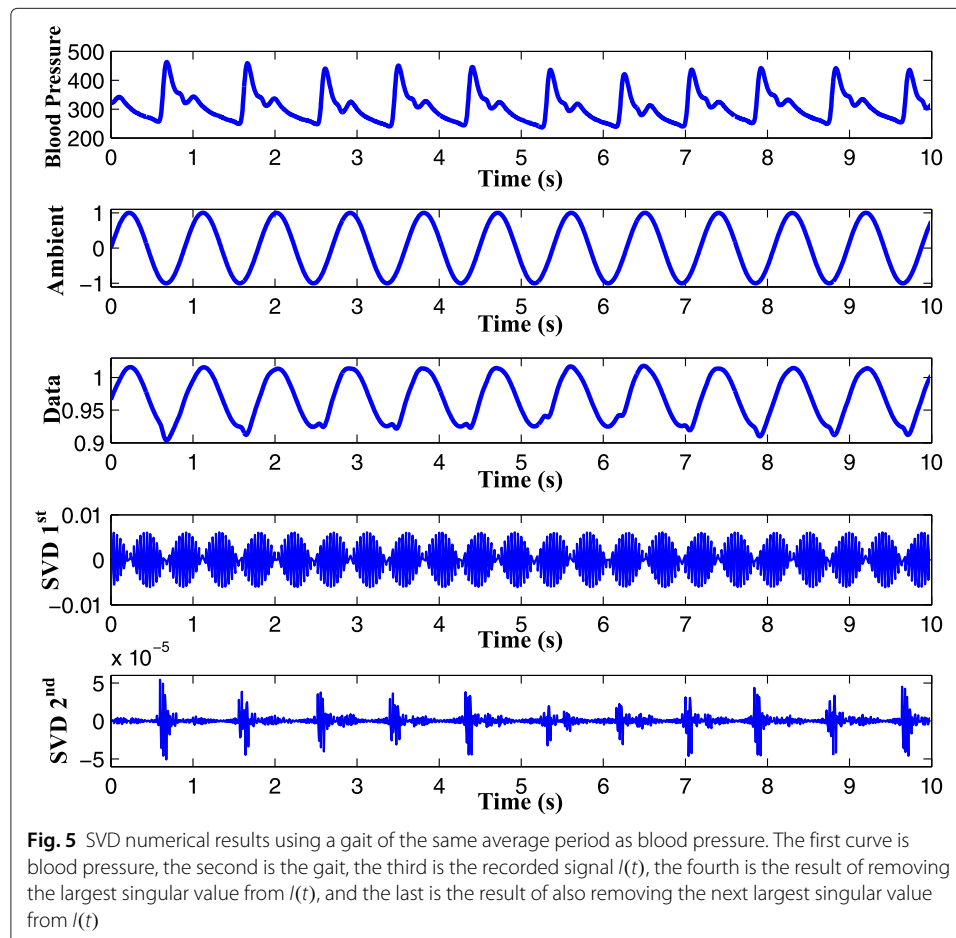 500
400
300
200
Blood Pressure
0 1 2 3 4 5 6 7 8 9 10
Time (s)
1
0
−1
Ambient
0 1 2 3 4 5 6 7 8 9 10
Time (s)
1
0.95
0.9
Data
0 1 2 3 4 5 6 7 8 9 10
Time (s)
0.01
0
−0.01
SVD 1st
0 1 2 3 4 5 6 7 8 9 10
Time (s)
x 10−5
5
0
−5
SVD 2nd
0 1 2 3 4 5 6 7 8 9 10
Time (s)
Fig. 5 SVD numerical results using a gait of the same average period as blood pressure. The first curve is
blood pressure, the second is the gait, the third is the recorded signal I(t), the fourth is the result of removing
the largest singular value from I(t), and the last is the result of also removing the next largest singular value
from I(t)